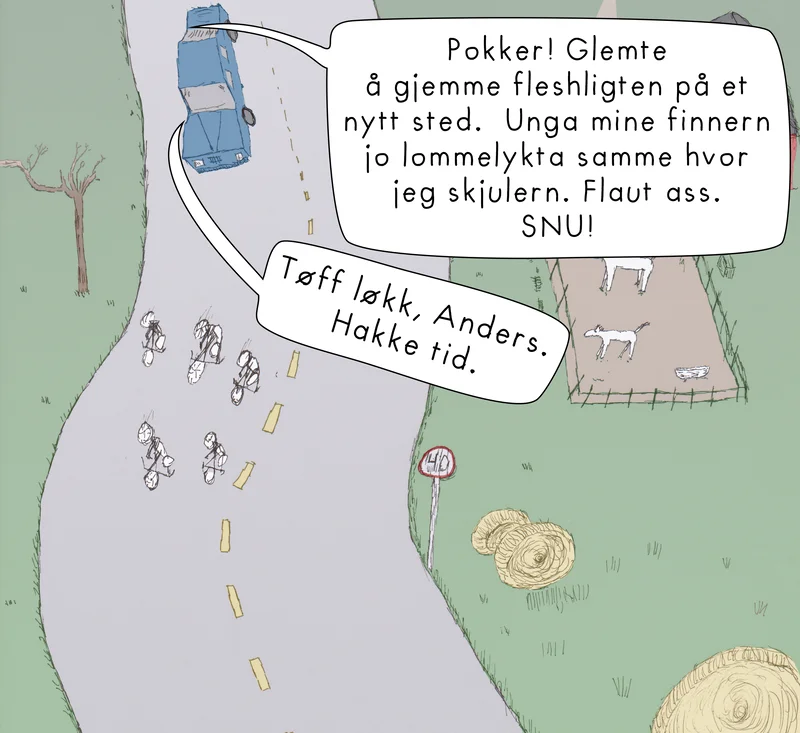 Pokker! Glemte
å gjemme fleshligten på et
nytt sted. Unga mine finnern
jo lommelykta samme hvor
jeg skjulern. Flaut ass.
SNU!
Tøff løkk, Anders.
Hakke tid.
40